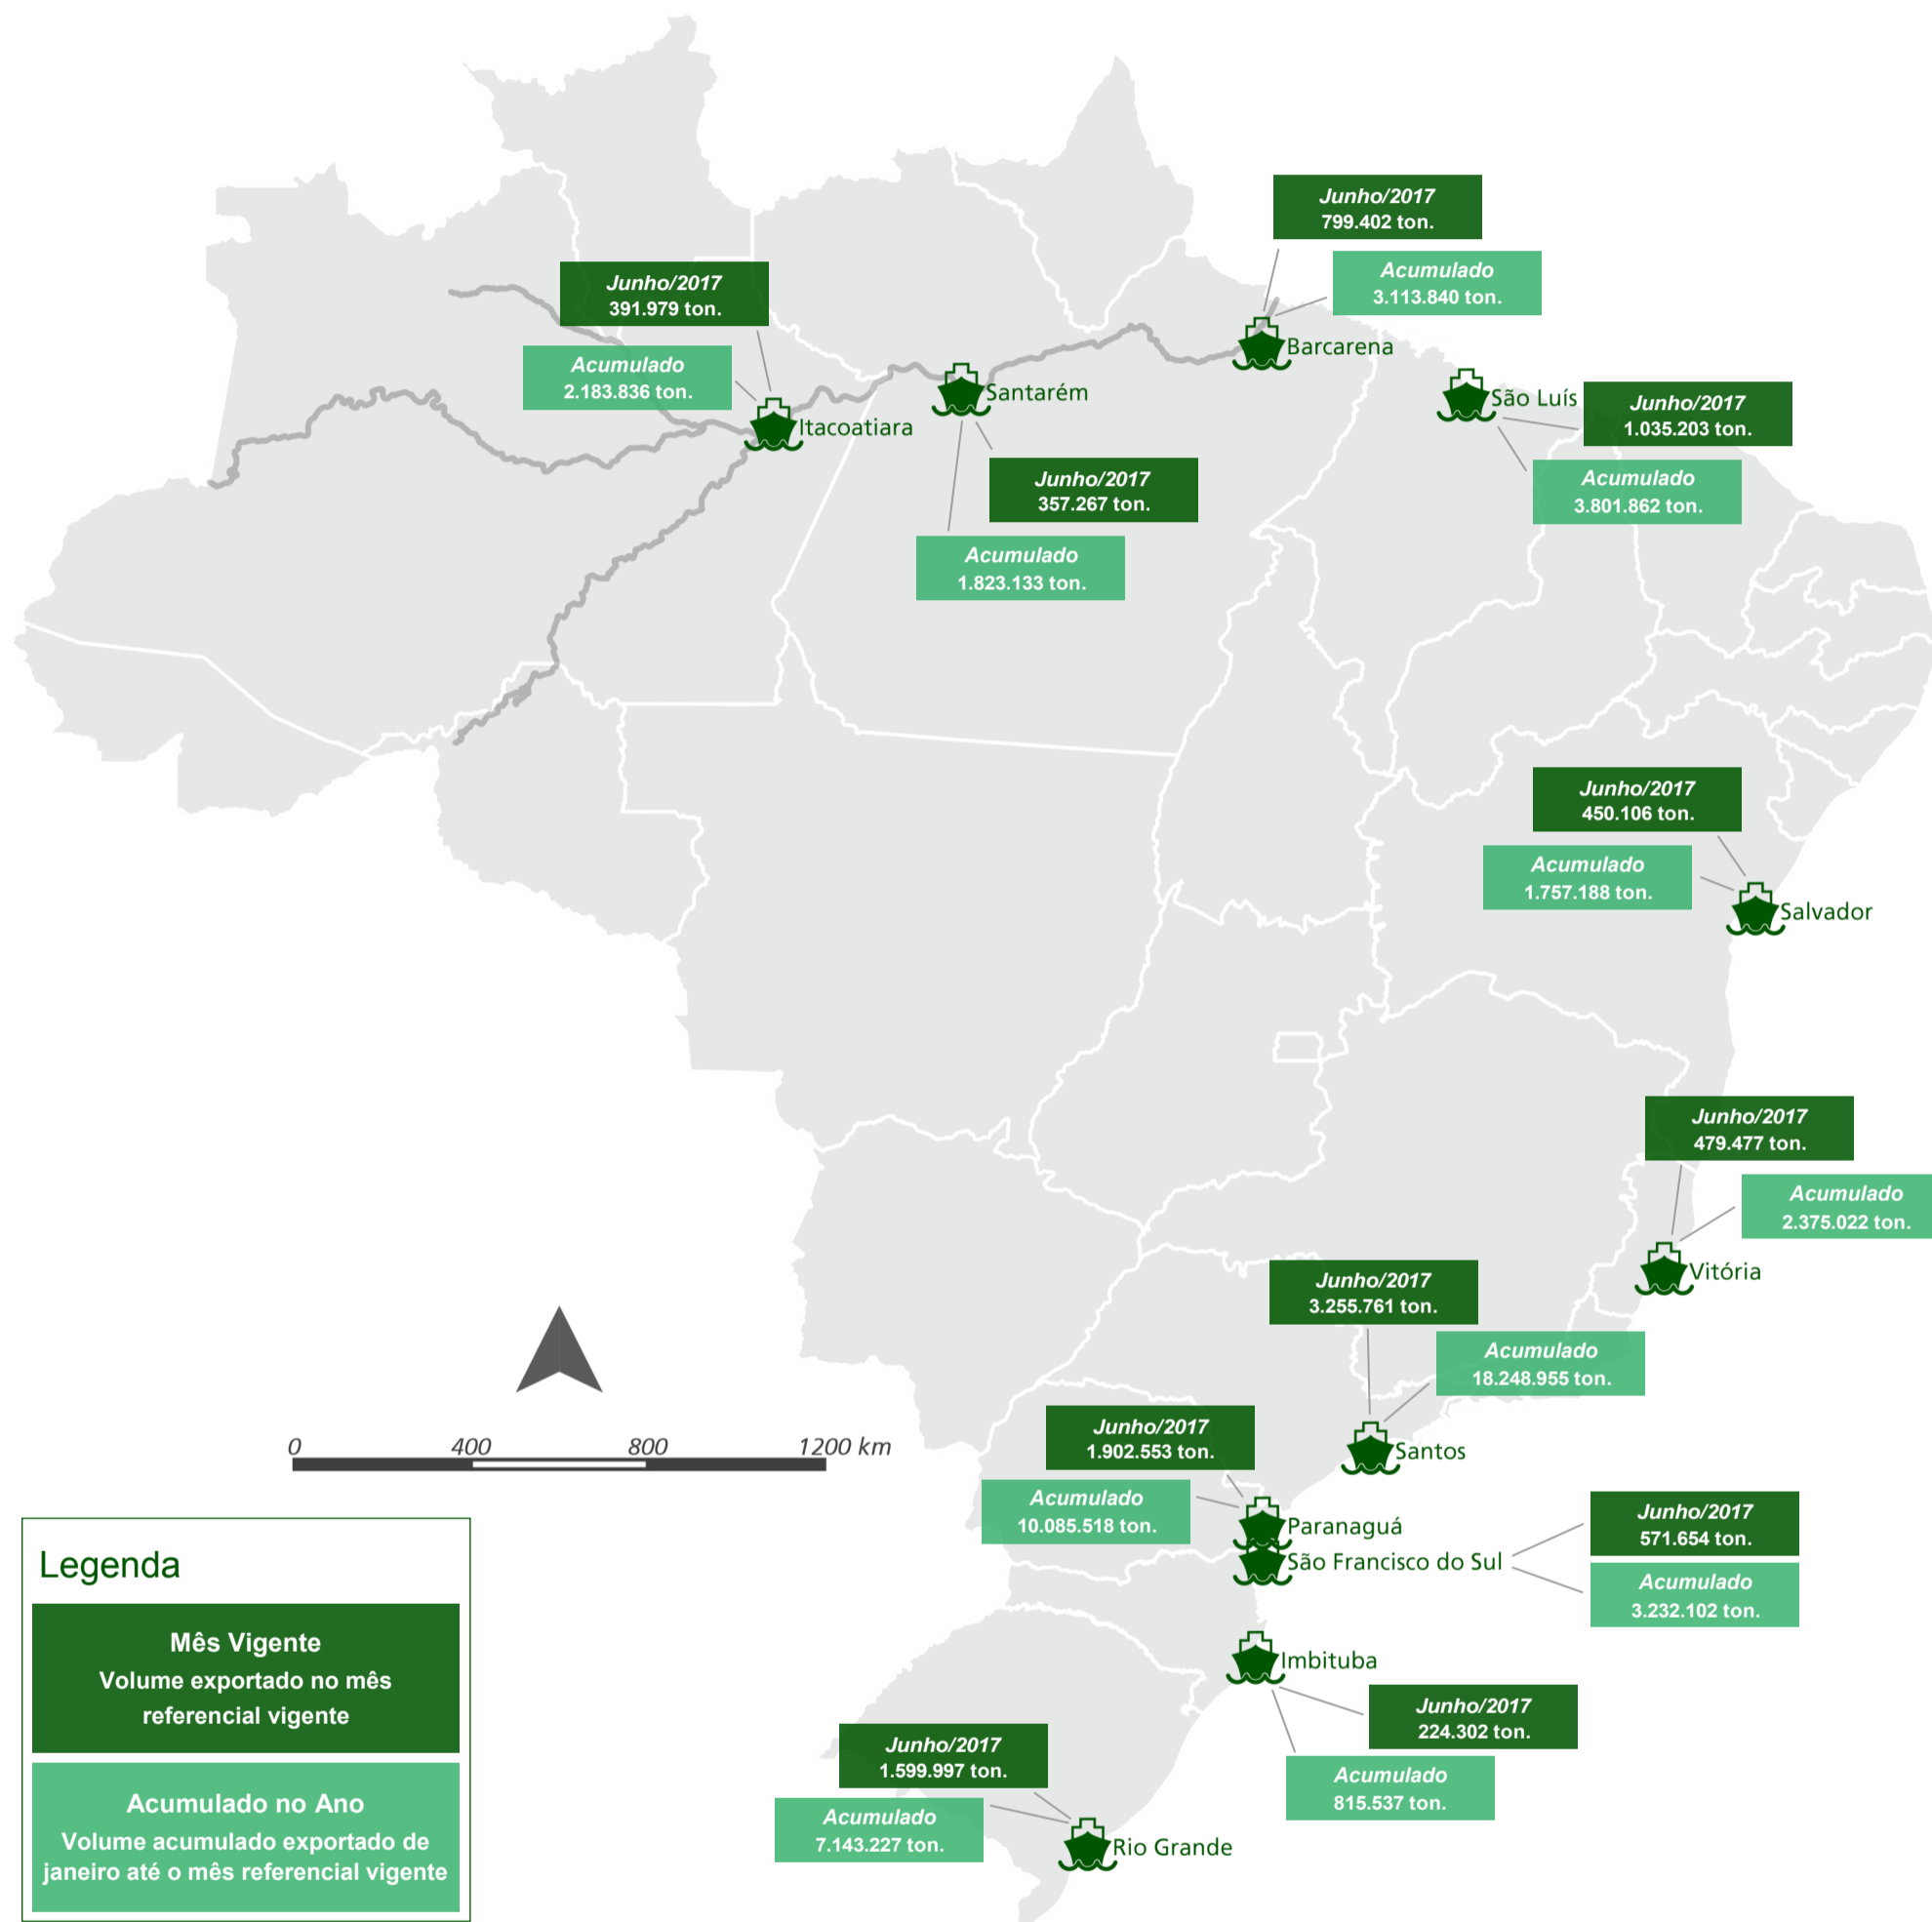 Junho/2017
799.402 ton.
Acumulado
3.113.840 ton.
Barcarena
Junho/2017
391.979 ton.
Acumulado
2.183.836 ton.
Itacoatiara
Santarém
Junho/2017
357.267 ton.
Acumulado
1.823.133 ton.
São Luís
Junho/2017
1.035.203 ton.
Acumulado
3.801.862 ton.
Junho/2017
450.106 ton.
Acumulado
1.757.188 ton.
Salvador
Junho/2017
479.477 ton.
Acumulado
2.375.022 ton.
Vitória
Junho/2017
3.255.761 ton.
Acumulado
18.248.955 ton.
Santos
Junho/2017
1.902.553 ton.
Acumulado
10.085.518 ton.
Paranaguá
São Francisco do Sul
Junho/2017
571.654 ton.
Acumulado
3.232.102 ton.
Imbituba
Junho/2017
224.302 ton.
Acumulado
815.537 ton.
Junho/2017
1.599.997 ton.
Acumulado
7.143.227 ton.
Rio Grande
0 400 800 1200 km
Legenda
Mês Vigente
Volume exportado no mês
referencial vigente
Acumulado no Ano
Volume acumulado exportado de
janeiro até o mês referencial vigente